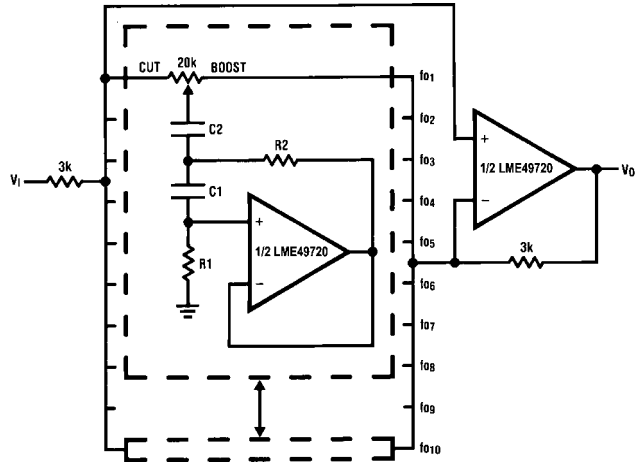 CUT 20k BOOST
fO1
fO2
C2
R2
fO3
+
1/2 LME49720
−
VO
3k
VI
C1
fO4
+
1/2 LME49720
−
R1
fO5
3k
fO6
fO7
fO8
fO9
fO10